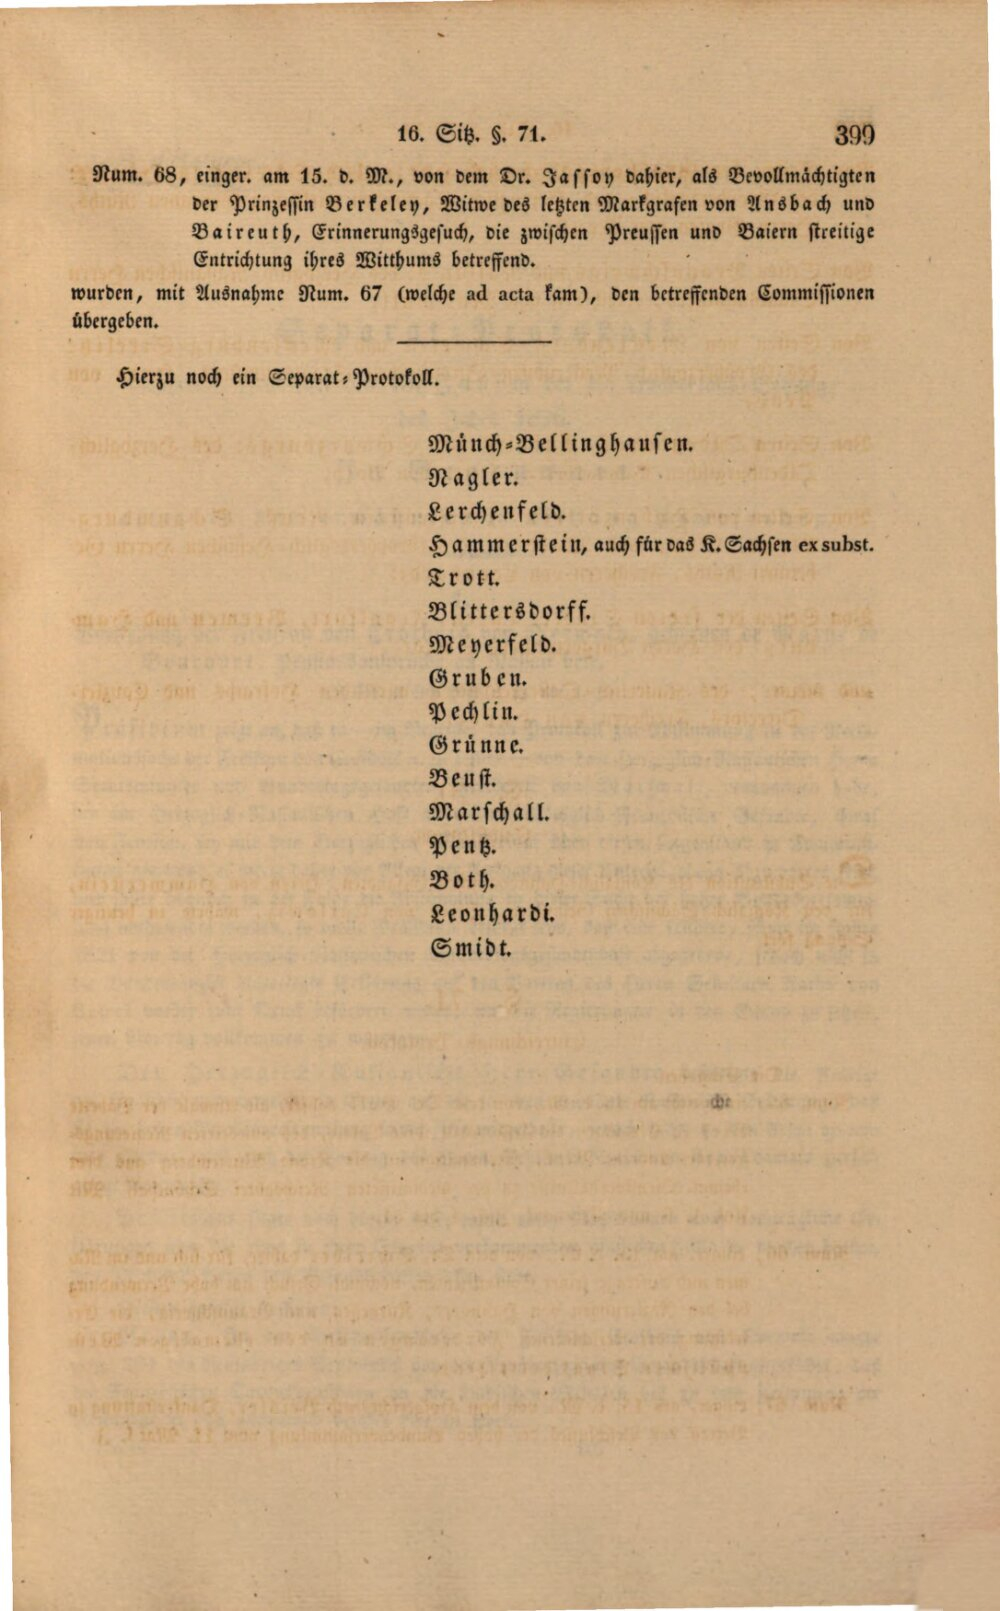 16. Sitz. §. 71. 399
Num. 68, einger. am 15. d. M., von dem Dr. Jassoy dahier, als Bevollmächtigten
der Prinzessin Berkeley, Witwe des letzten Markgrafen von Ansbach und
Baireuth, Erinnerungsgesuch, die zwischen Preussen und Baiern streitige
Entrichtung ihres Witthums betreffend.
wurden, mit Ausnahme Num. 67 (welche ad acta kam), den betreffenden Commissionen
übergeben.
Hierzu noch ein Separat-Protokoll.
Münch-Bellinghausen.
Nagler.
Lerchenfeld.
Hammerstein, auch für das K. Sachsen ex subst.
Trott.
Blittersdorff.
Meyerfeld.
Gruben.
Pechlin.
Grünne.
Beust.
Marschall.
Pentz.
Both.
Leonhardi.
Smidt.